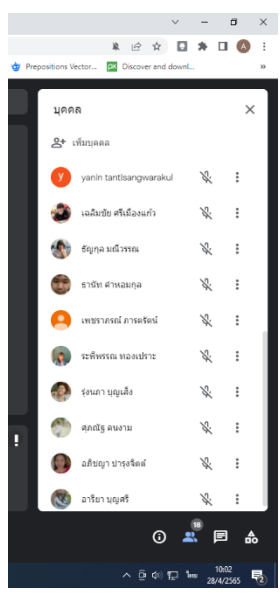 Prepositions Vector...
Discover and downl...
บุคคล
เพิ่มบุคคล
yanin tantisangwarakul
เฉลิมชัย ศรีเมืองแก้ว
ธัญกุล มณีวรรณ
ธานัท คำหอมกุล
เพชราภรณ์ ภารตรัตน์
ระพีพรรณ ทองเปราะ
รุ่งนภา บุญเส็ง
ศุภณัฐ คนงาม
อภิชญา บำรุงจิตต์
อาริยา บุญศรี
18
ไทย
10:02
28/4/2565
2